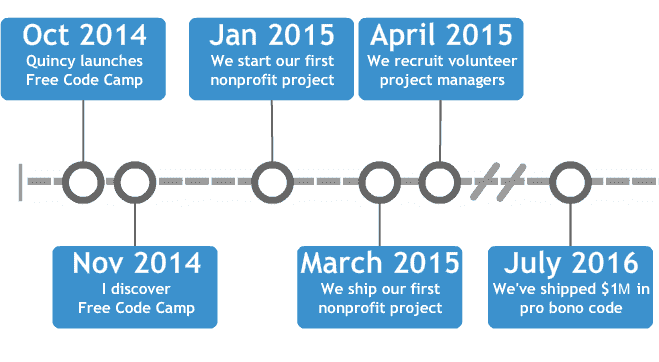 Oct 2014
Quincy launches
Free Code Camp
Jan 2015
We start our first
nonprofit project
April 2015
We recruit volunteer
project managers
Nov 2014
I discover
Free Code Camp
March 2015
We ship our first
nonprofit project
July 2016
We've shipped $1M in
pro bono code